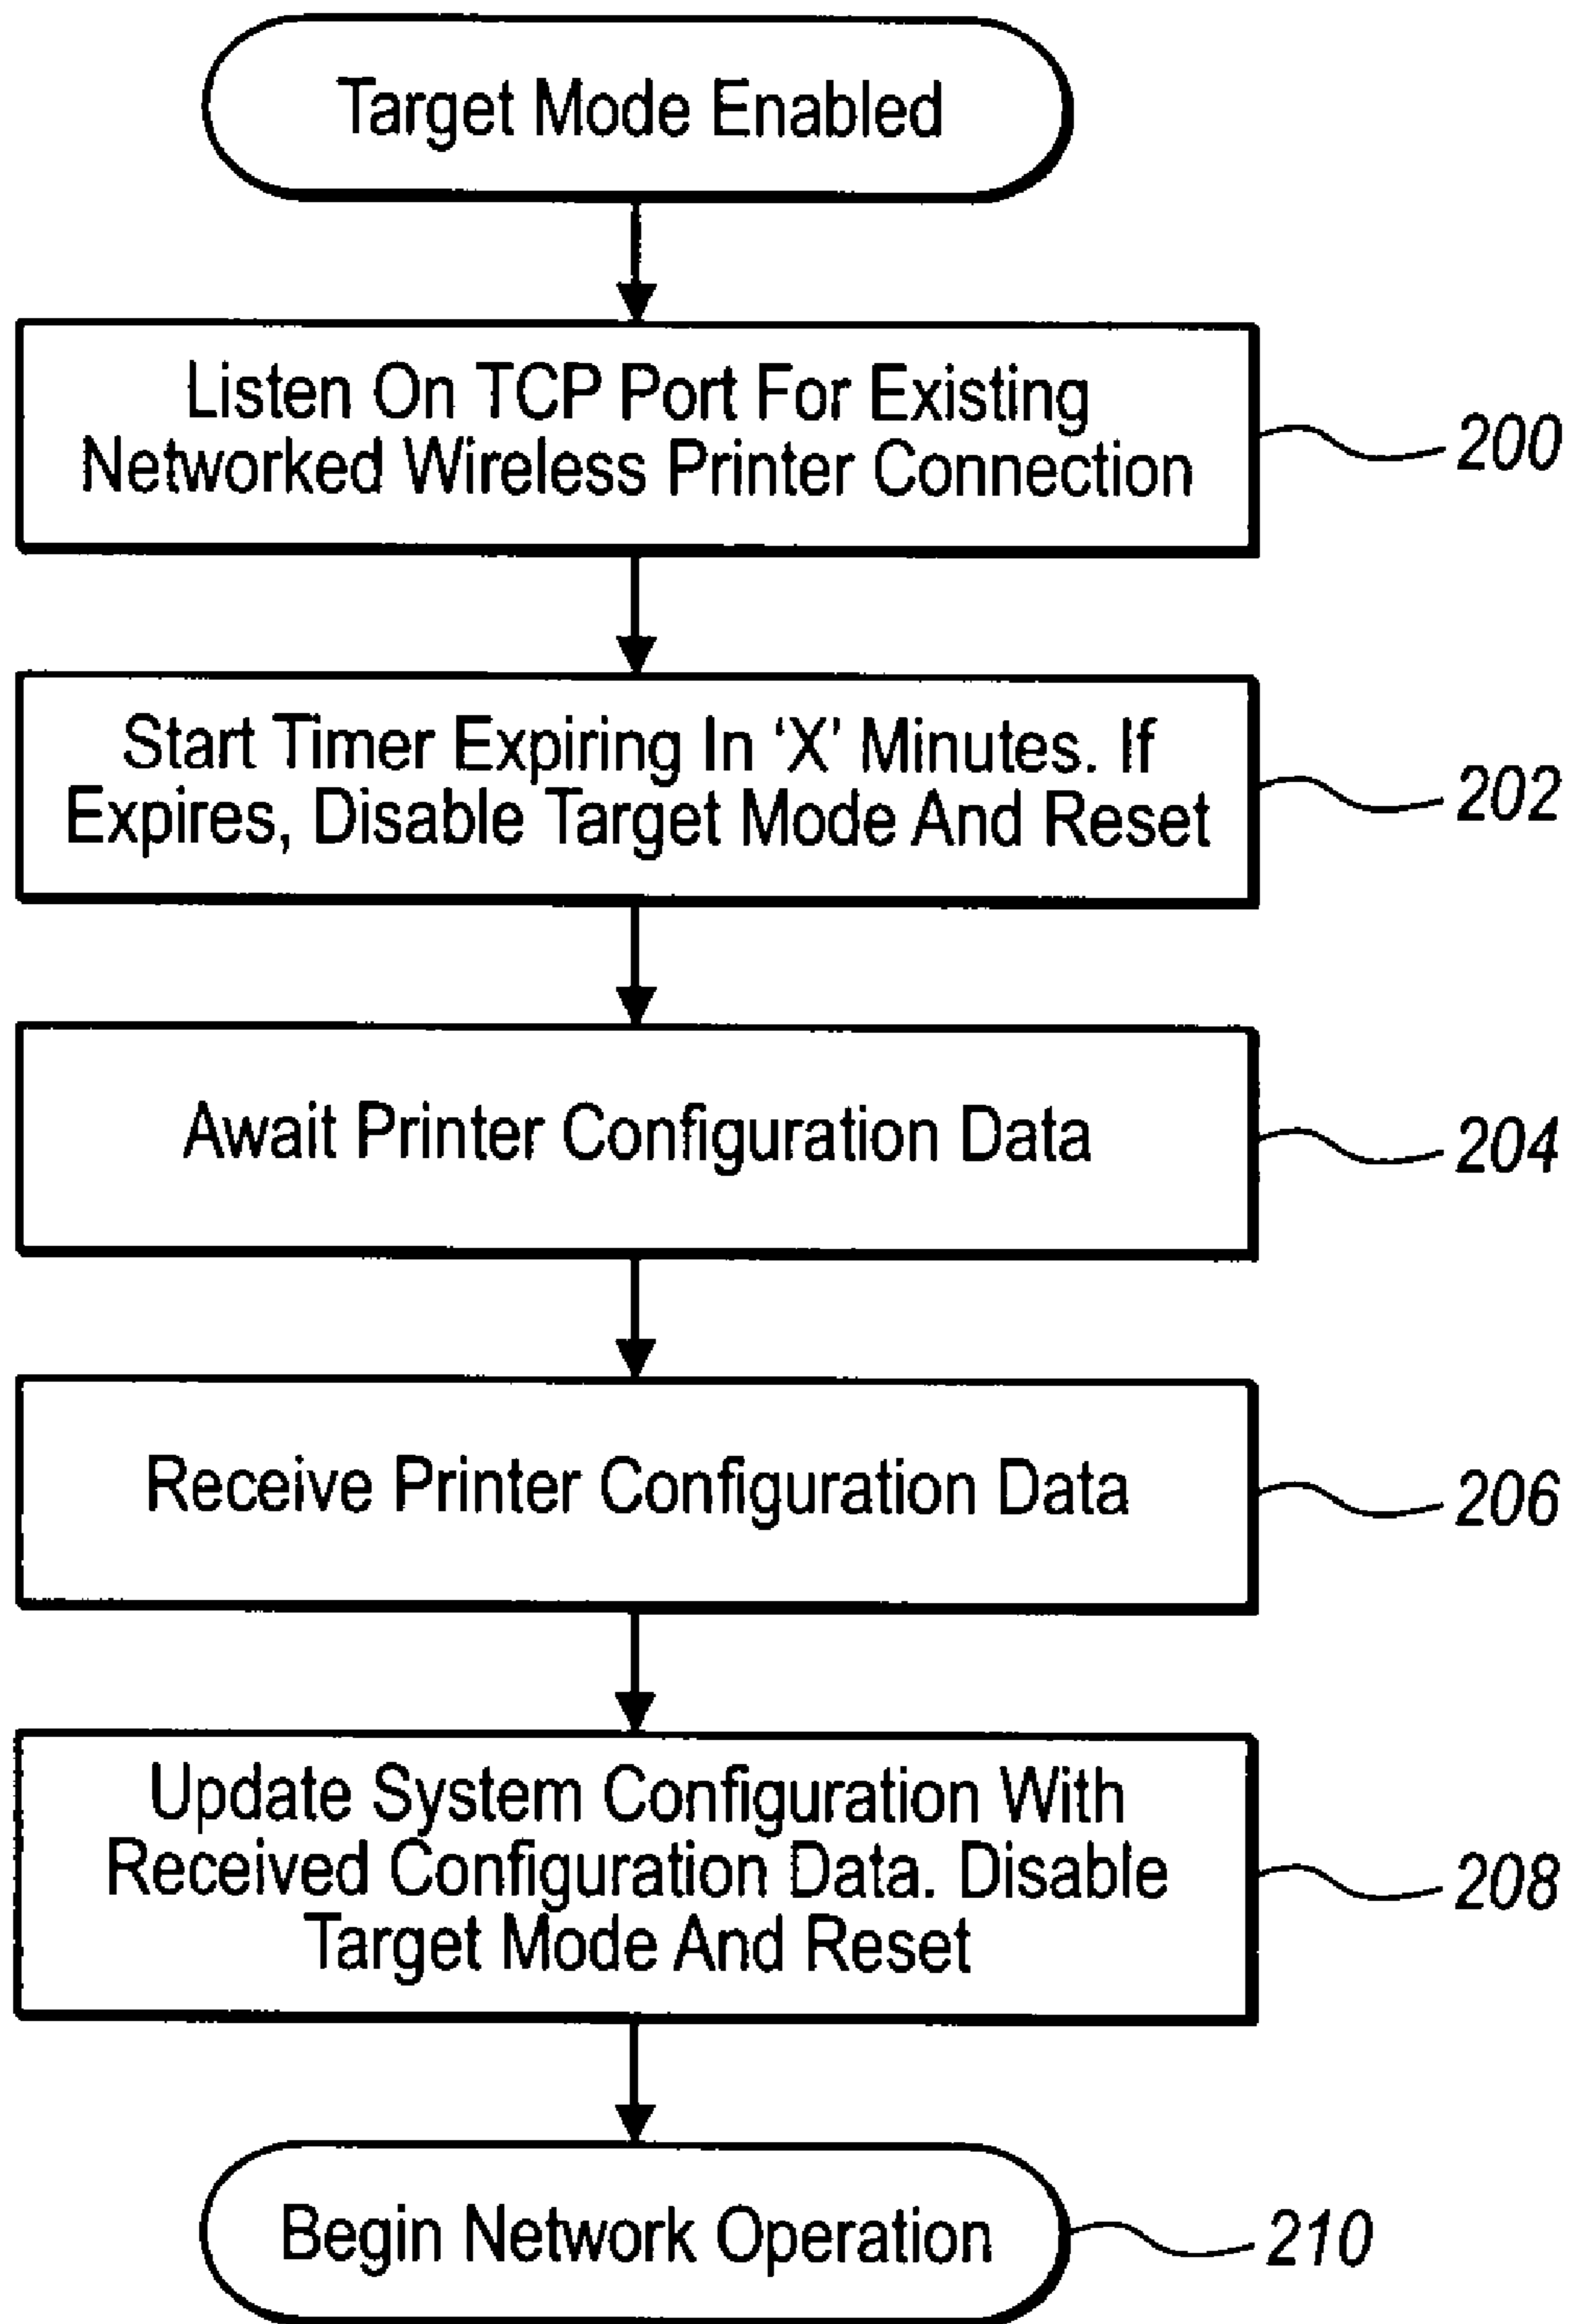 Target Mode Enabled
Listen On TCP Port For Existing
Networked Wireless Printer Connection
200
Start Timer Expiring In ‘X’ Minutes. If
Expires, Disable Target Mode And Reset
202
Await Printer Configuration Data
204
Receive Printer Configuration Data
206
Update System Configuration With
Received Configuration Data. Disable
Target Mode And Reset
208
Begin Network Operation
210